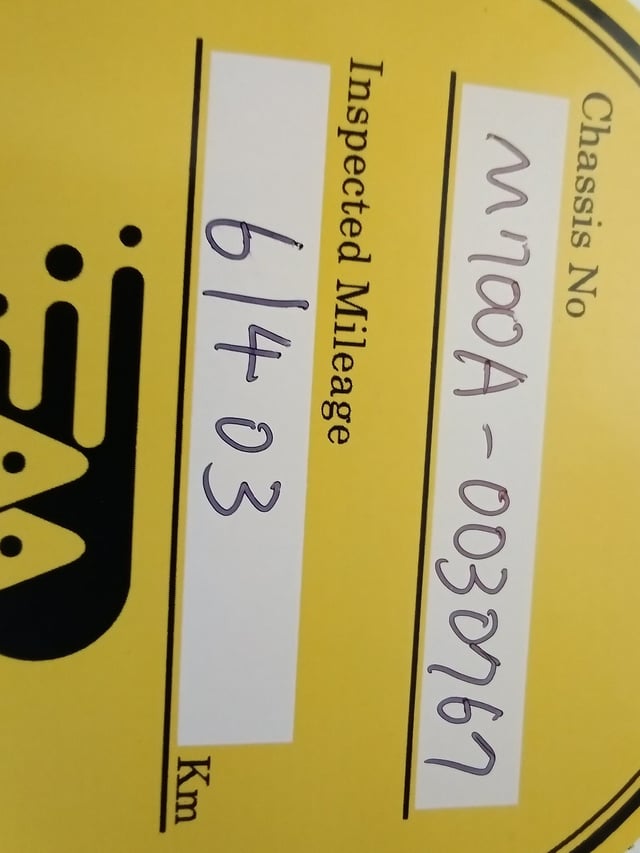 Chassis No
M700A-0030767
Inspected Mileage
61403
Km